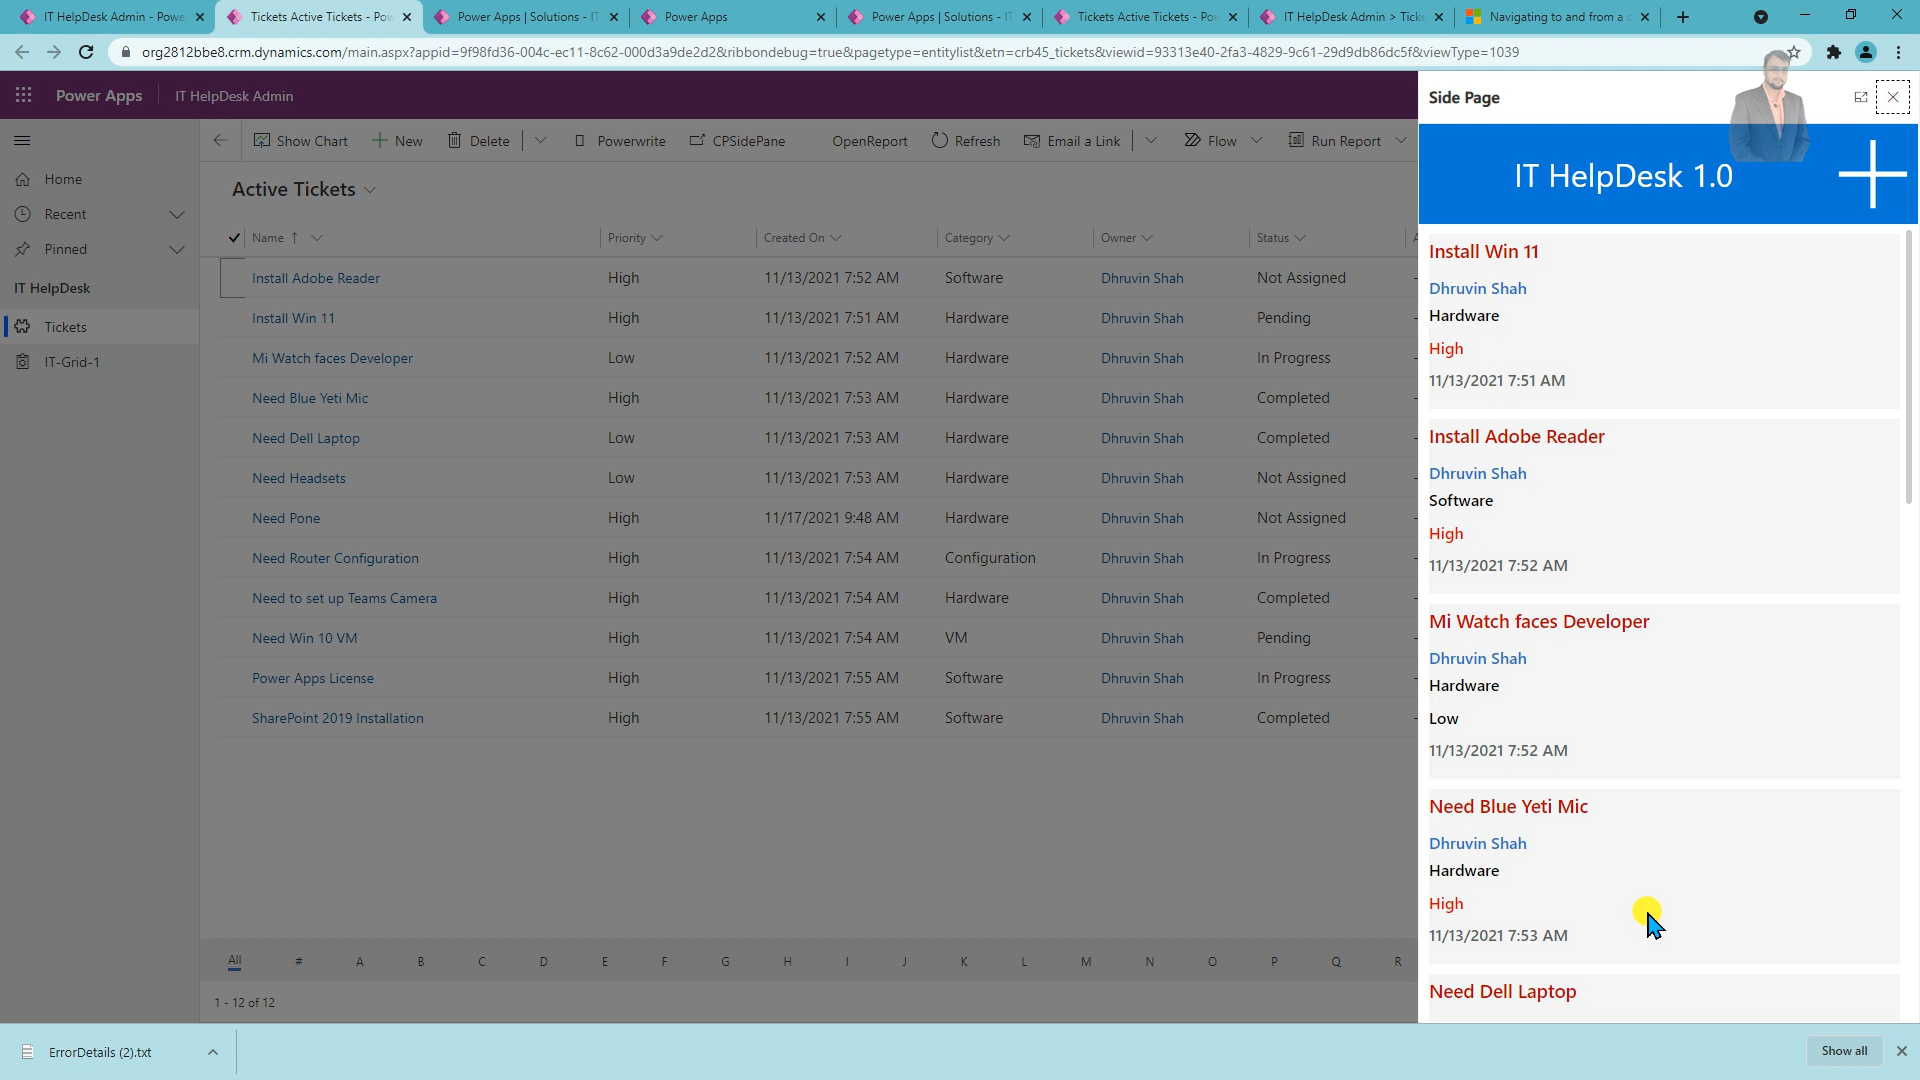 IT HelpDesk Admin - Powe
Tickets Active Tickets - Pow
Power Apps | Solutions - IT
Power Apps
Power Apps | Solutions - IT
Tickets Active Tickets - Pow
IT HelpDesk Admin > Ticke
Navigating to and from a c
org2812bbe8.crm.dynamics.com/main.aspx?appid=9f98fd36-004c-ec11-8c62-000d3a9de2d2&ribbondebug=true&pagetype=entitylist&etn=crb45_tickets&viewid=93313e40-2fa3-4829-9c61-29d9db86dc5f&viewType=1039
Power Apps
IT HelpDesk Admin
Show Chart
New
Delete
Powerwrite
CPSidePane
OpenReport
Refresh
Email a Link
Flow
Run Report
Home
Recent
Pinned
IT HelpDesk
Tickets
IT-Grid-1
Active Tickets
Name Priority Created On Category Owner Status A
Install Adobe Reader High 11/13/2021 7:52 AM Software Dhruvin Shah Not Assigned -
Install Win 11 High 11/13/2021 7:51 AM Hardware Dhruvin Shah Pending -
Mi Watch faces Developer Low 11/13/2021 7:52 AM Hardware Dhruvin Shah In Progress -
Need Blue Yeti Mic High 11/13/2021 7:53 AM Hardware Dhruvin Shah Completed -
Need Dell Laptop Low 11/13/2021 7:53 AM Hardware Dhruvin Shah Completed -
Need Headsets Low 11/13/2021 7:53 AM Hardware Dhruvin Shah Not Assigned -
Need Pone High 11/17/2021 9:48 AM Hardware Dhruvin Shah Not Assigned -
Need Router Configuration High 11/13/2021 7:54 AM Configuration Dhruvin Shah In Progress -
Need to set up Teams Camera High 11/13/2021 7:54 AM Hardware Dhruvin Shah Completed -
Need Win 10 VM High 11/13/2021 7:54 AM VM Dhruvin Shah Pending -
Power Apps License High 11/13/2021 7:55 AM Software Dhruvin Shah In Progress -
SharePoint 2019 Installation High 11/13/2021 7:55 AM Software Dhruvin Shah Completed -
All # A B C D E F G H I J K L M N O P Q R
1 - 12 of 12
Side Page
IT HelpDesk 1.0
Install Win 11
Dhruvin Shah
Hardware
High
11/13/2021 7:51 AM
Install Adobe Reader
Dhruvin Shah
Software
High
11/13/2021 7:52 AM
Mi Watch faces Developer
Dhruvin Shah
Hardware
Low
11/13/2021 7:52 AM
Need Blue Yeti Mic
Dhruvin Shah
Hardware
High
11/13/2021 7:53 AM
Need Dell Laptop
ErrorDetails (2).txt
Show all